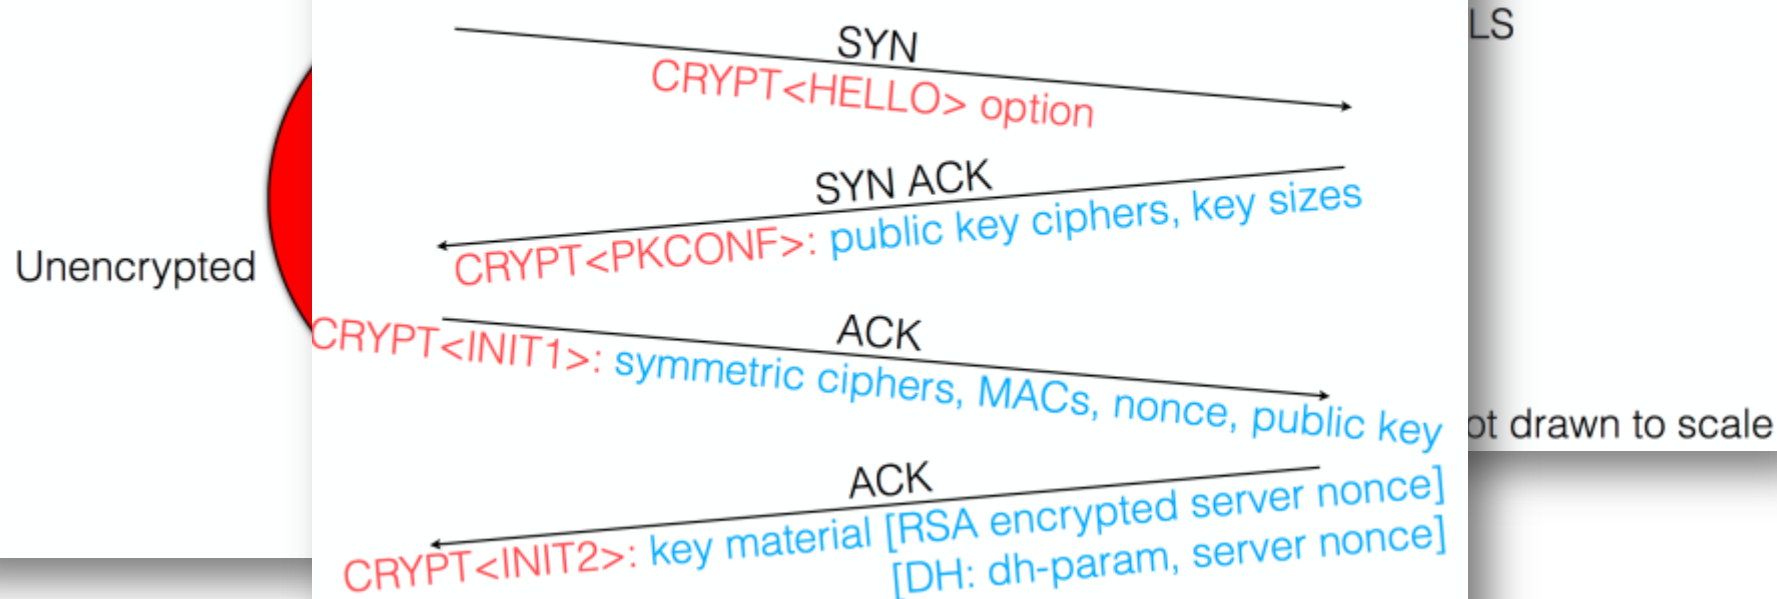 LS
SYN
CRYPT<HELLO> option
SYN ACK
CRYPT<PKCONF>: public key ciphers, key sizes
Unencrypted
ACK
CRYPT<INIT1>: symmetric ciphers, MACs, nonce, public key
ot drawn to scale
ACK
CRYPT<INIT2>: key material [RSA encrypted server nonce]
[DH: dh-param, server nonce]